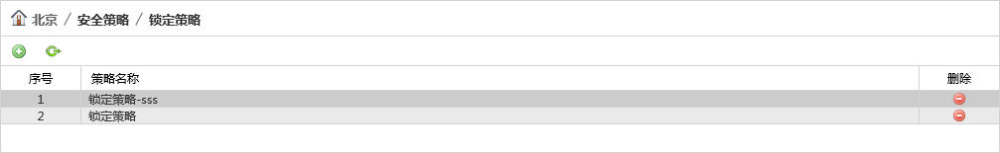 北京 / 安全策略 / 锁定策略
序号 策略名称 删除
1 锁定策略-sss
2 锁定策略